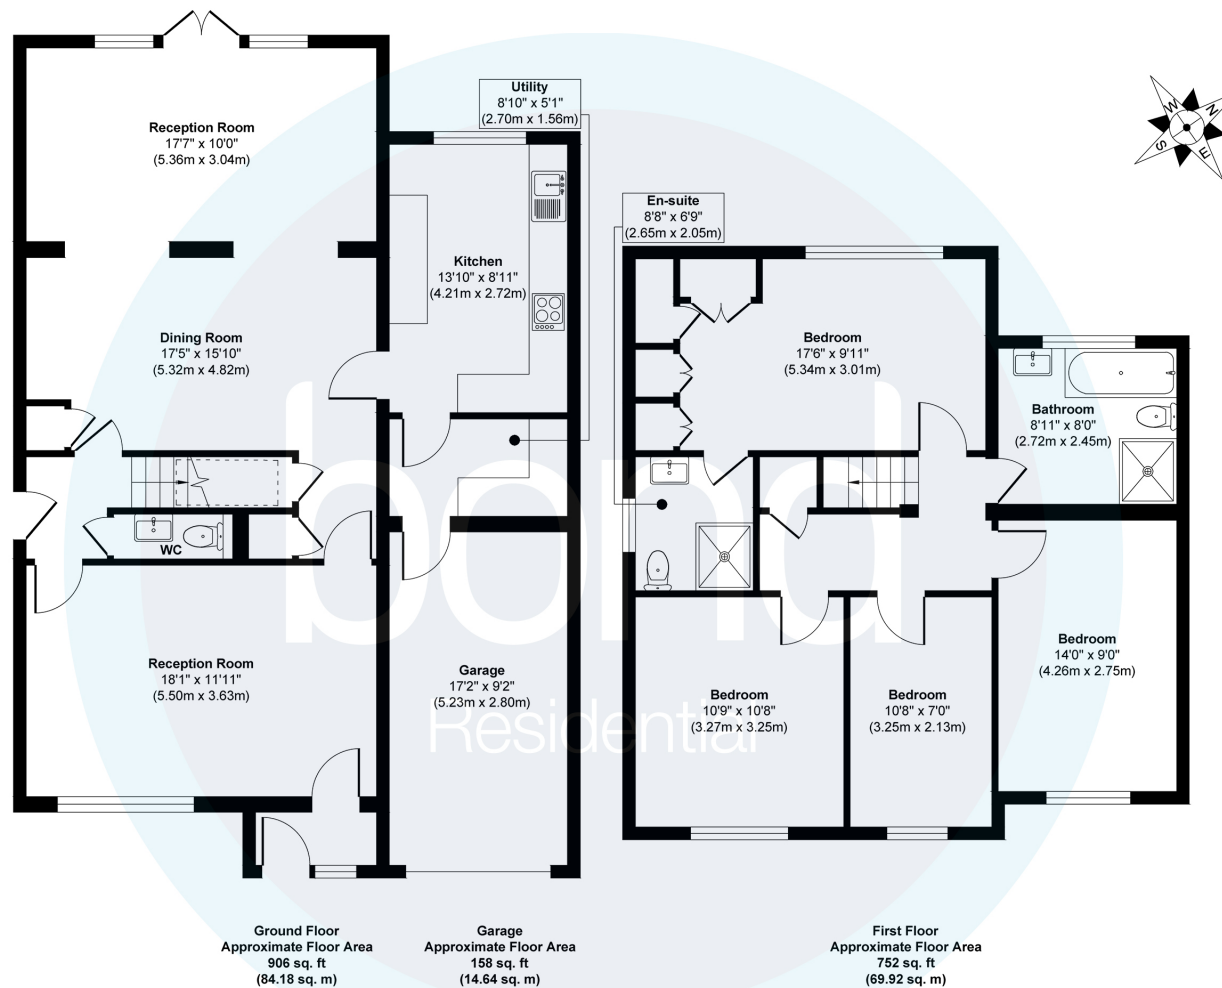 Utility
8'10" x 5'1"
(2.70m x 1.56m)
Reception Room
17'7" x 10'0"
(5.36m x 3.04m)
W
N
S
E
En-suite
8'8" x 6'9"
(2.65m x 2.05m)
Kitchen
13'10" x 8'11"
(4.21m x 2.72m)
Dining Room
17'5" x 15'10"
(5.32m x 4.82m)
Bedroom
17'6" x 9'11"
(5.34m x 3.01m)
Bathroom
8'11" x 8'0"
(2.72m x 2.45m)
WC
bond
Residential
Reception Room
18'1" x 11'11"
(5.50m x 3.63m)
Garage
17'2" x 9'2"
(5.23m x 2.80m)
Bedroom
10'9" x 10'8"
(3.27m x 3.25m)
Bedroom
10'8" x 7'0"
(3.25m x 2.13m)
Bedroom
14'0" x 9'0"
(4.26m x 2.75m)
Ground Floor
Approximate Floor Area
906 sq. ft
(84.18 sq. m)
Garage
Approximate Floor Area
158 sq. ft
(14.64 sq. m)
First Floor
Approximate Floor Area
752 sq. ft
(69.92 sq. m)